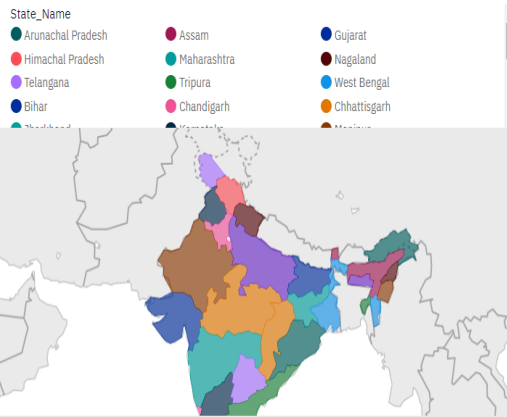 State_Name
Arunachal Pradesh Assam Gujarat
Himachal Pradesh Maharashtra Nagaland
Telangana Tripura West Bengal
Bihar Chandigarh Chhattisgarh